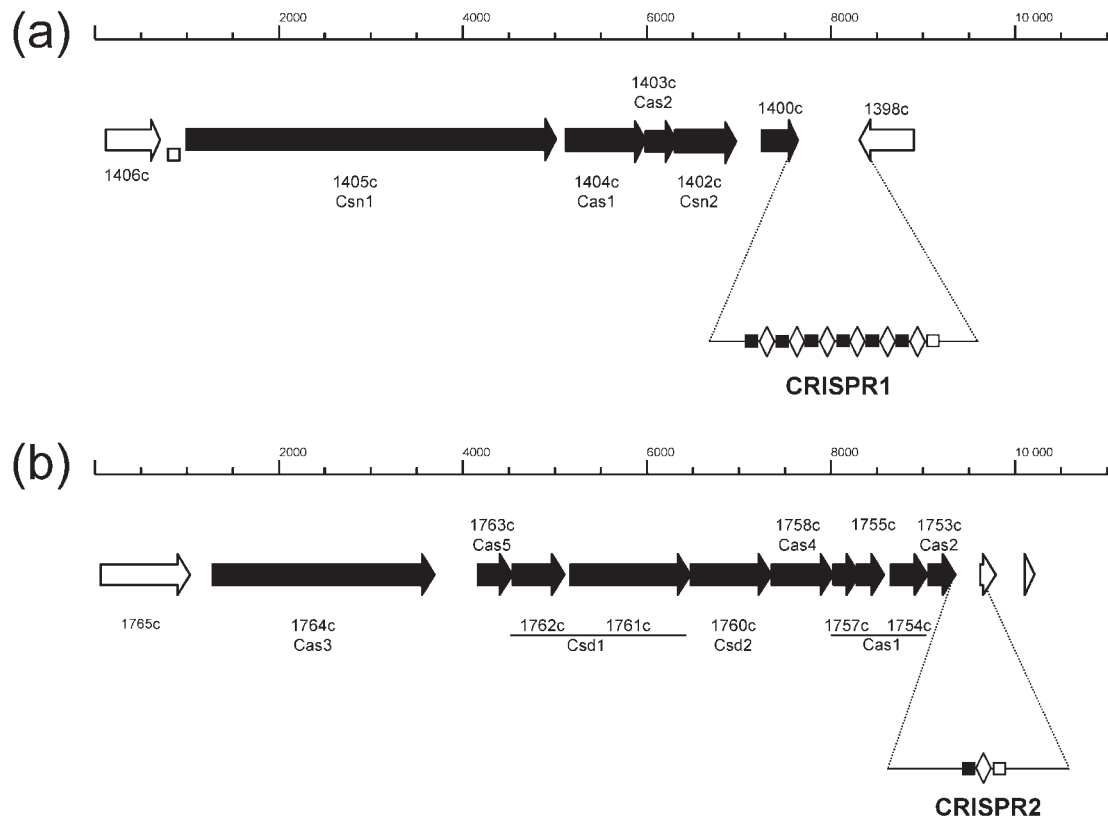 (a)
2000 4000 6000 8000 10 000
1403c
Cas2
1400c
1398c
1406c
1405c
Csn1
1404c
Cas1
1402c
Csn2
CRISPR1
(b)
2000 4000 6000 8000 10 000
1763c
Cas5
1758c
Cas4
1755c
1753c
Cas2
1765c
1764c
Cas3
1762c 1761c
Csd1
1760c
Csd2
1757c 1754c
Cas1
CRISPR2